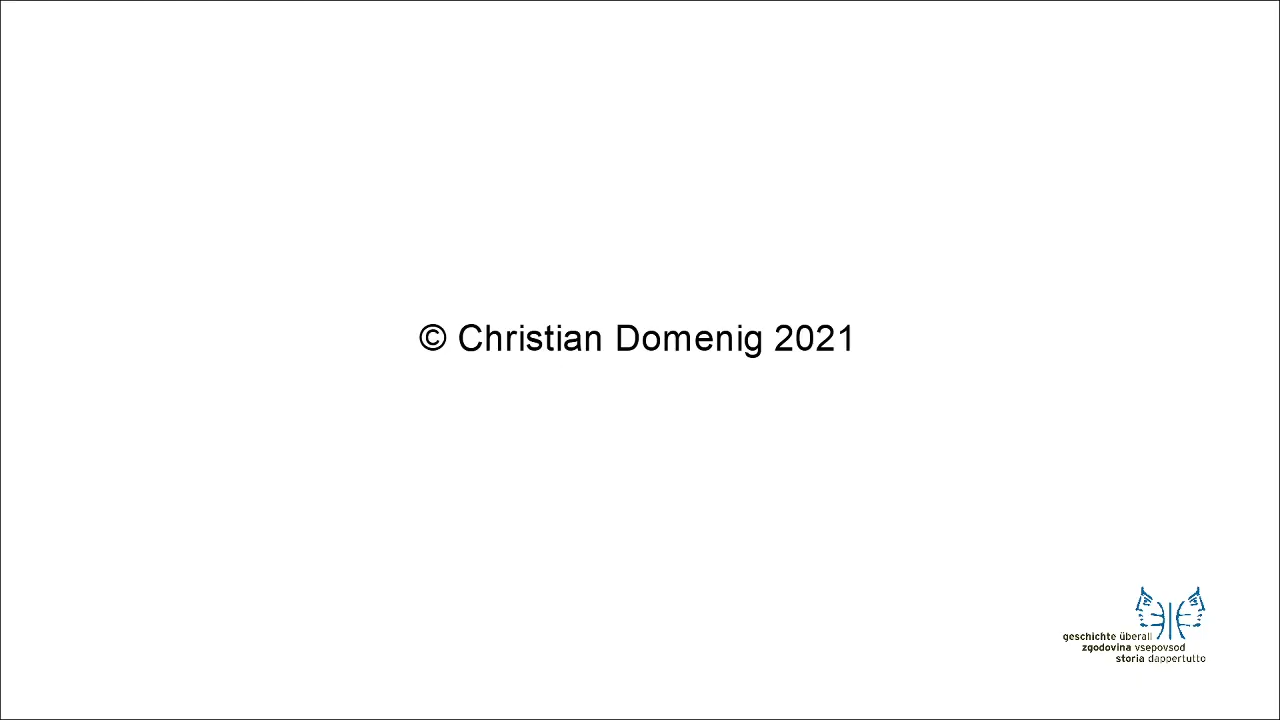 © Christian Domenig 2021
geschichte überall
zgodovina vsepovsod
storia dappertutto